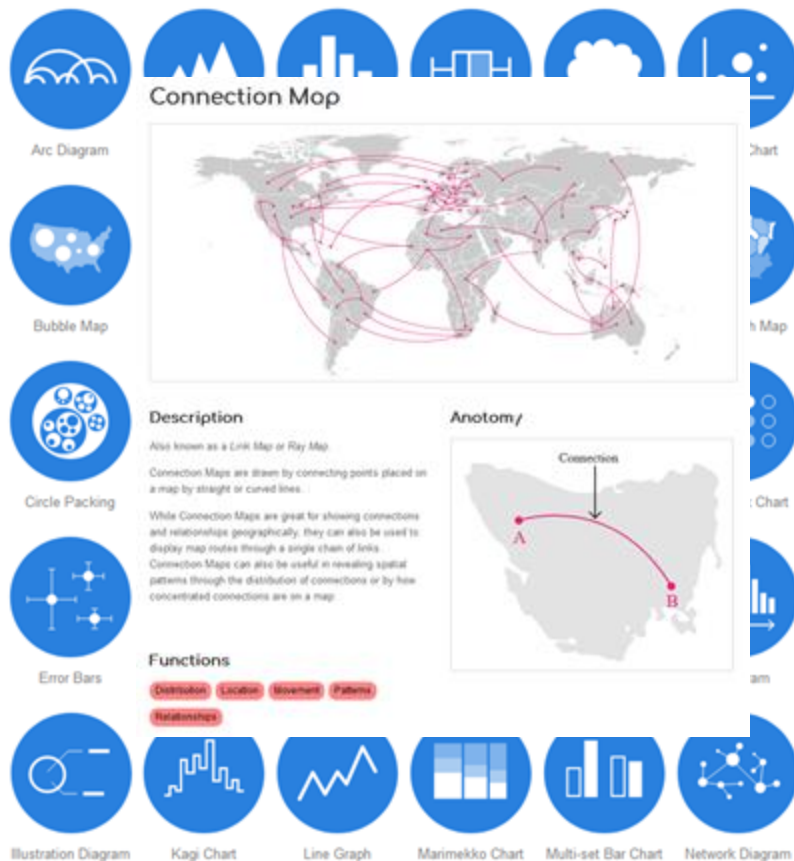 Connection Map
Arc Diagram
Chart
Bubble Map
h Map
Description
Anatomy
Also known as a Link Map or Ray Map.
Connection Maps are drawn by connecting points placed on
a map by straight or curved lines.
While Connection Maps are great for showing connections
and relationships geographically, they can also be used to
display map routes through a single chain of links.
Connection Maps can also be useful in revealing spatial
patterns through the distribution of connections or by how
concentrated connections are on a map.
Connection
A
B
Circle Packing
t Chart
Error Bars
am
Functions
Distribution Location Movement Patterns
Relationships
Illustration Diagram Kagi Chart Line Graph Marimekko Chart Multi-set Bar Chart Network Diagram